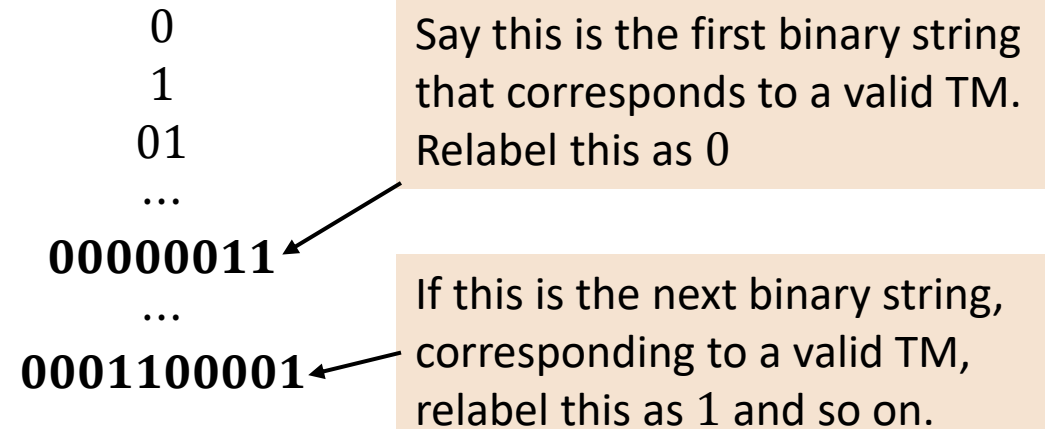 0
1
01
...
00000011
...
0001100001
Say this is the first binary string
that corresponds to a valid TM.
Relabel this as 0
If this is the next binary string,
corresponding to a valid TM,
relabel this as 1 and so on.